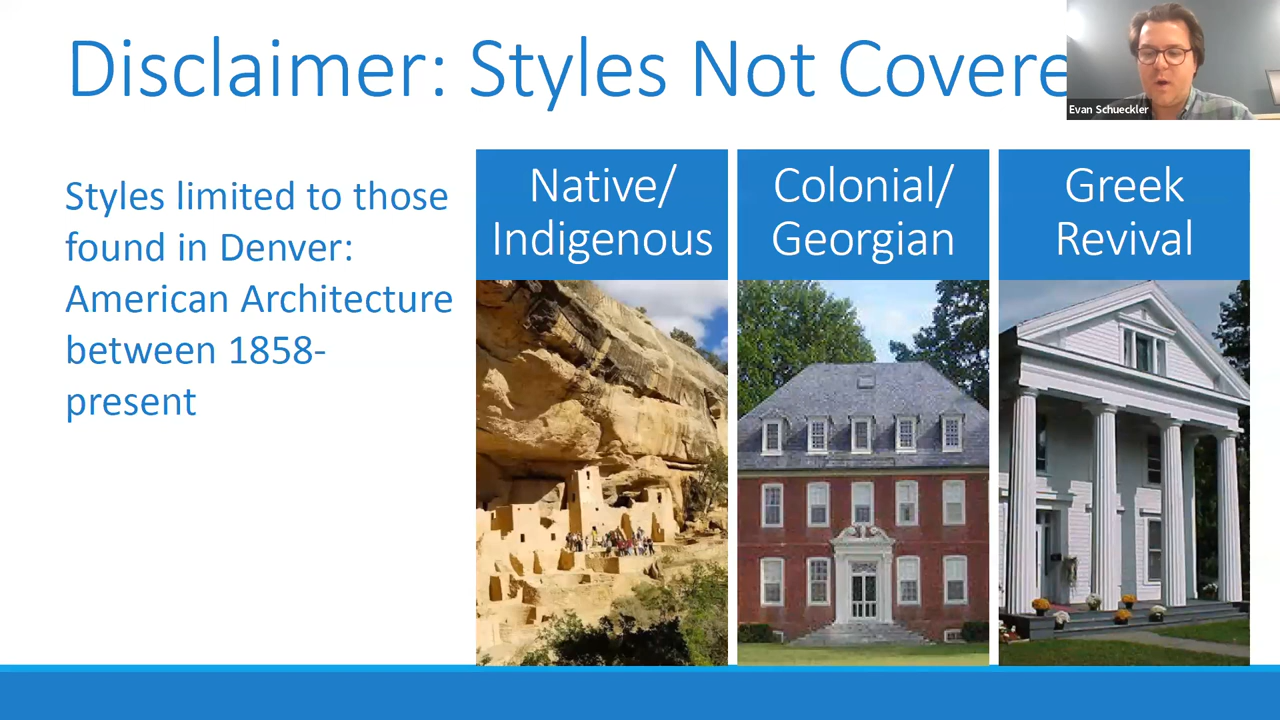 Disclaimer: Styles Not Covere
Evan Schueckler
Styles limited to those
found in Denver:
American Architecture
between 1858-
present
Native/
Indigenous
Colonial/
Georgian
Greek
Revival